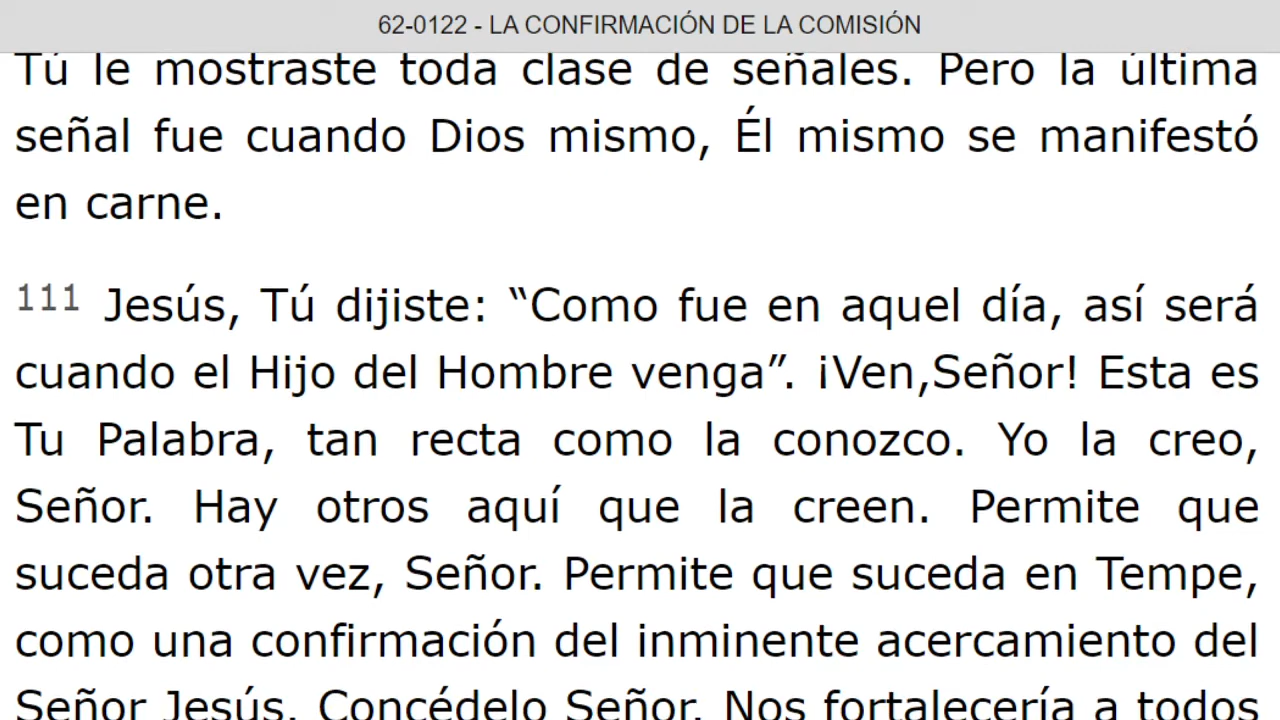 62-0122 - LA CONFIRMACIÓN DE LA COMISIÓN
Tú le mostraste toda clase de señales. Pero la última
señal fue cuando Dios mismo, Él mismo se manifestó
en carne.
111 Jesús, Tú dijiste: “Como fue en aquel día, así será
cuando el Hijo del Hombre venga”. ¡Ven,Señor! Esta es
Tu Palabra, tan recta como la conozco. Yo la creo,
Señor. Hay otros aquí que la creen. Permite que
suceda otra vez, Señor. Permite que suceda en Tempe,
como una confirmación del inminente acercamiento del
Señor Jesús. Concédelo Señor. Nos fortalecería a todos